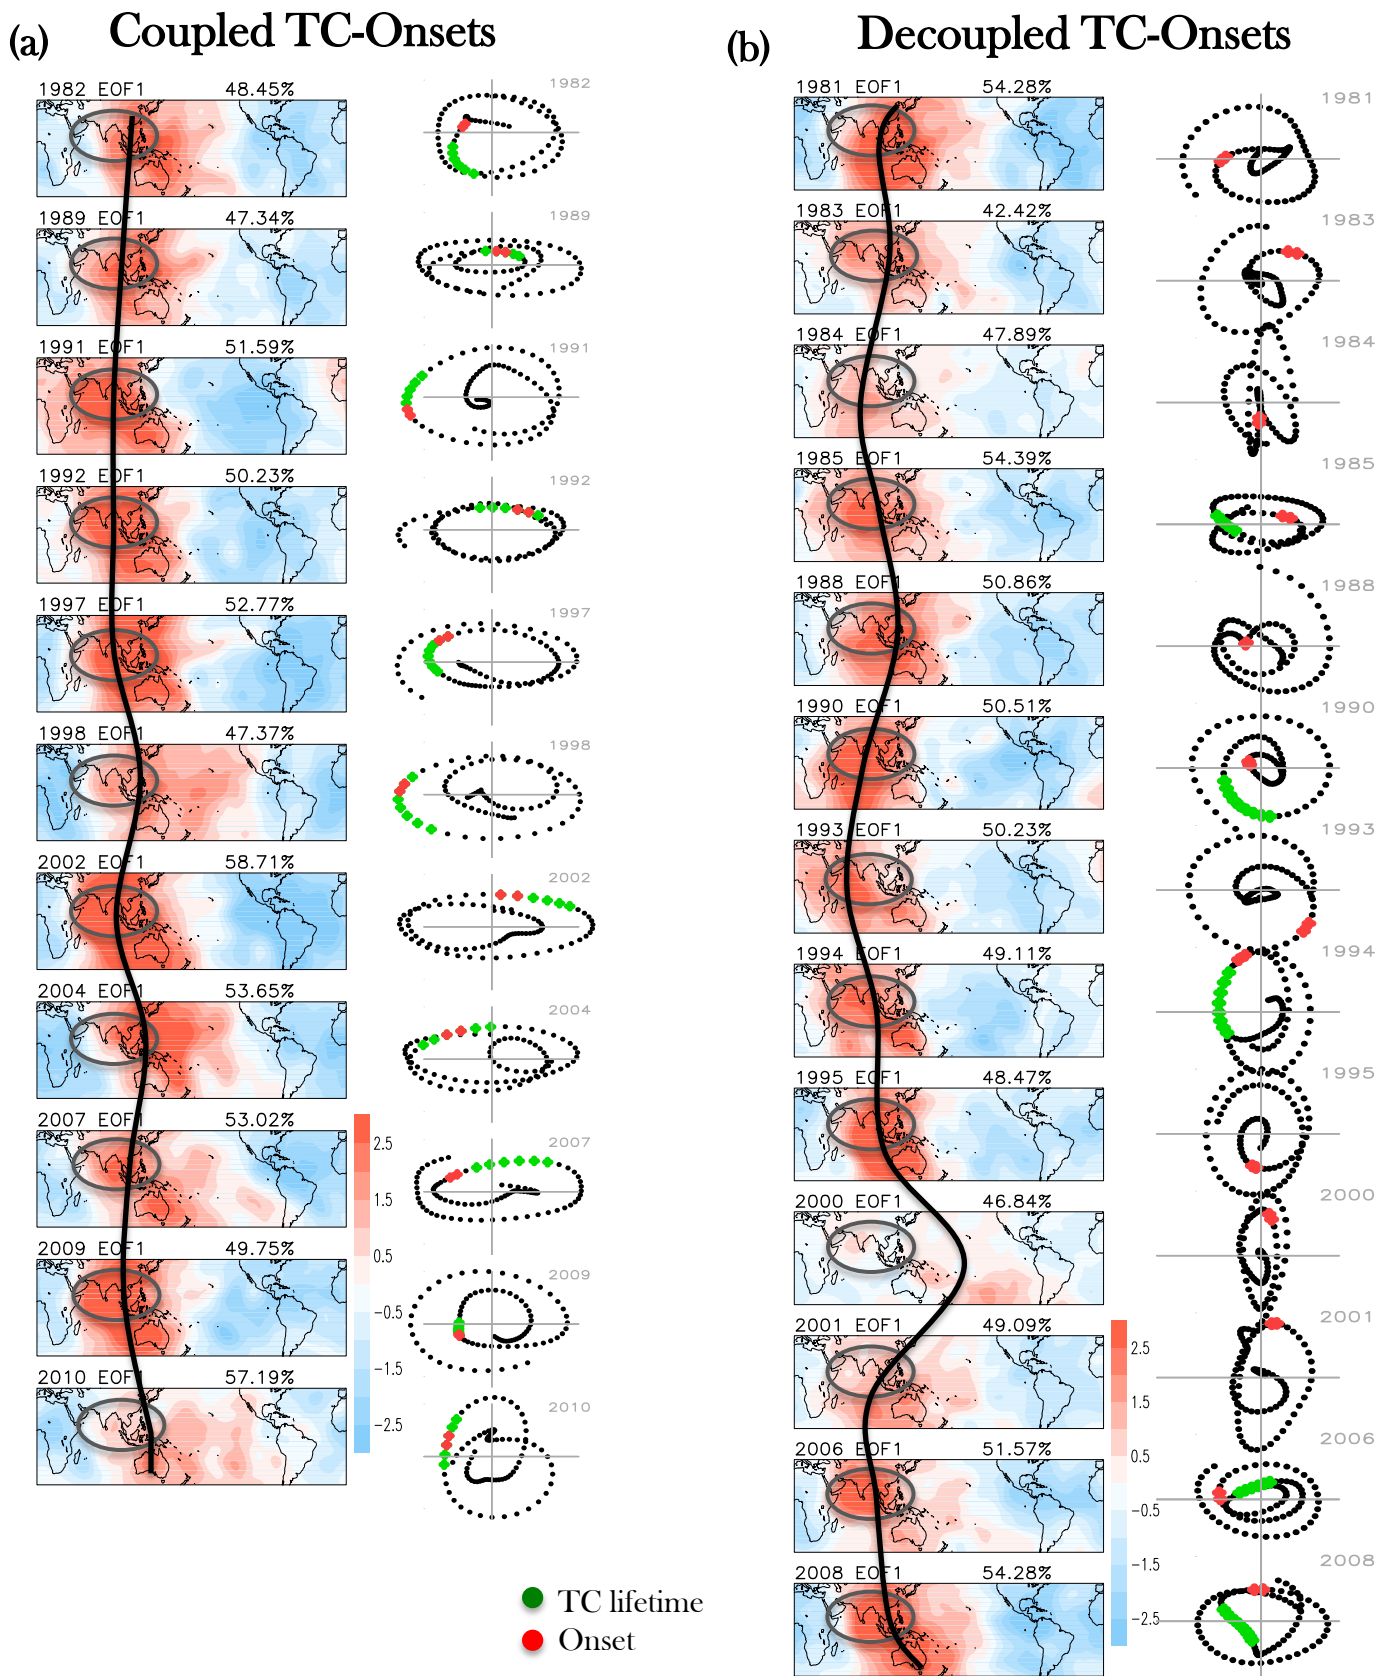 (a) Coupled TC-Onsets
1982 EOF1 48.45%
1982
1989 EOF1 47.34%
1989
1991 EOF1 51.59%
1991
1992 EOF1 50.23%
1992
1997 EOF1 52.77%
1997
1998 EOF1 47.37%
1998
2002 EOF1 58.71%
2002
2004 EOF1 53.65%
2004
2007 EOF1 53.02%
2007
2009 EOF1 49.75%
2009
2010 EOF1 57.19%
2010
2.5
1.5
0.5
-0.5
-1.5
-2.5
TC lifetime
Onset
(b) Decoupled TC-Onsets
1981 EOF1 54.28%
1981
1983 EOF1 42.42%
1983
1984 EOF1 47.89%
1984
1985 EOF1 54.39%
1985
1988 EOF1 50.86%
1988
1990 EOF1 50.51%
1990
1993 EOF1 50.23%
1993
1994 EOF1 49.11%
1994
1995 EOF1 48.47%
1995
2000 EOF1 46.84%
2000
2001 EOF1 49.09%
2001
2006 EOF1 51.57%
2006
2008 EOF1 54.28%
2008
2.5
1.5
0.5
-0.5
-1.5
-2.5